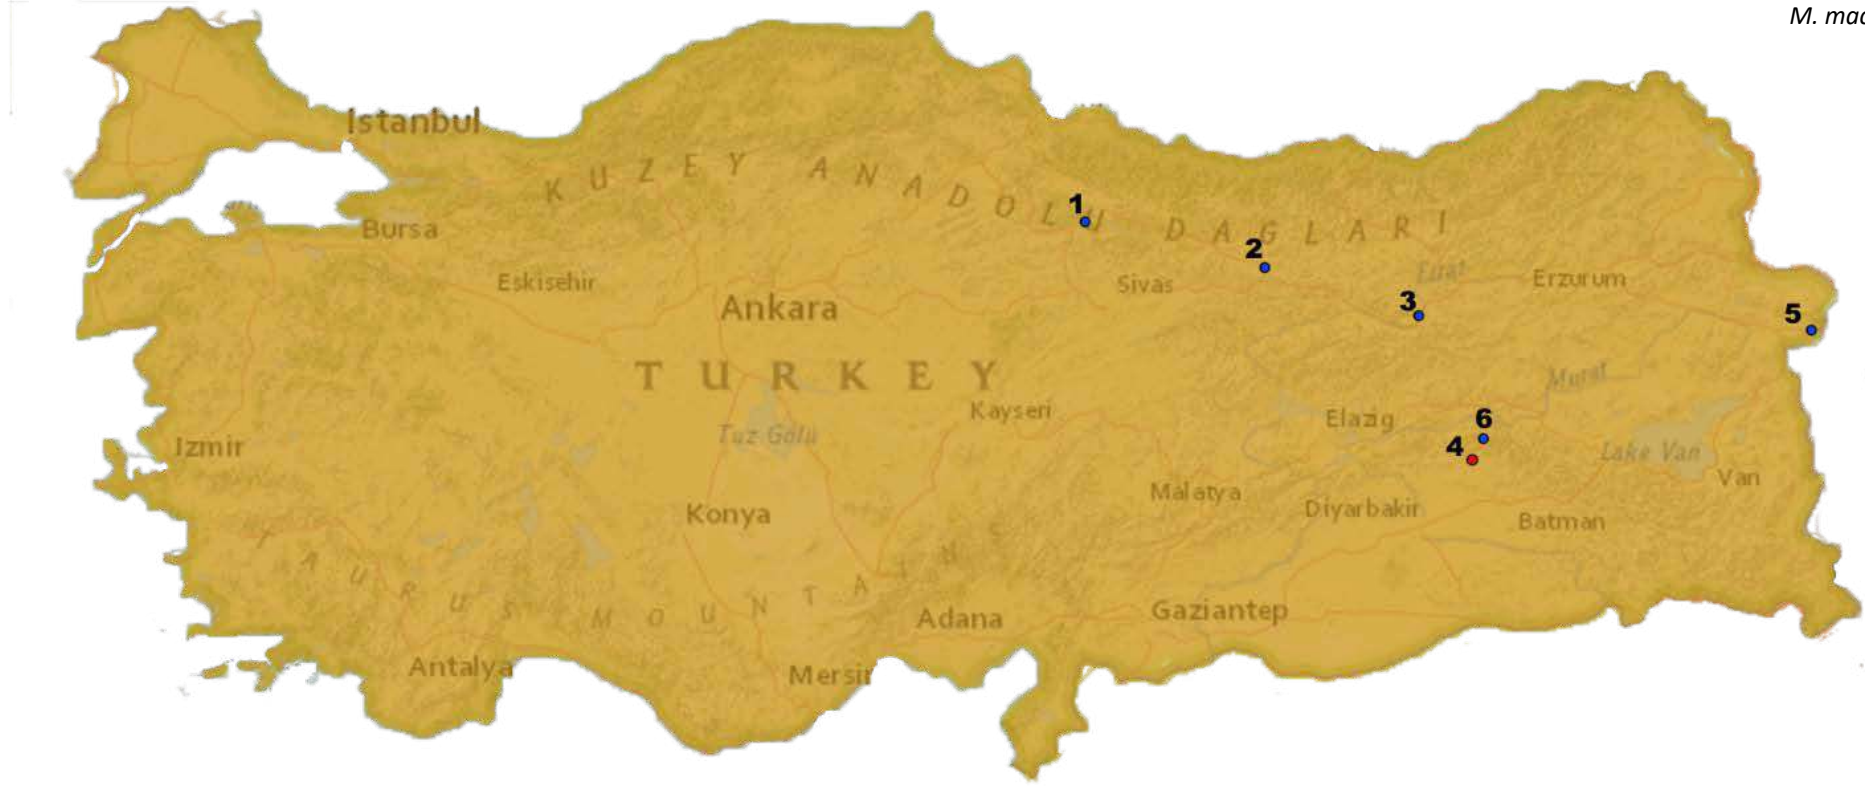 M. mac
Istanbul
KUZEY ANADOLU DAGLARI
1
Bursa
2
Eskisehir
Sivas
Firat
Erzurum
Ankara
3
5
TURKEY
Murat
Kayseri
Elazig
6
Tuz Golu
Izmir
4
Lake Van
Van
Malatya
Konya
Diyarbakir
Batman
TAURUS MOUNTAINS
Adana
Gaziantep
Antalya
Mersin